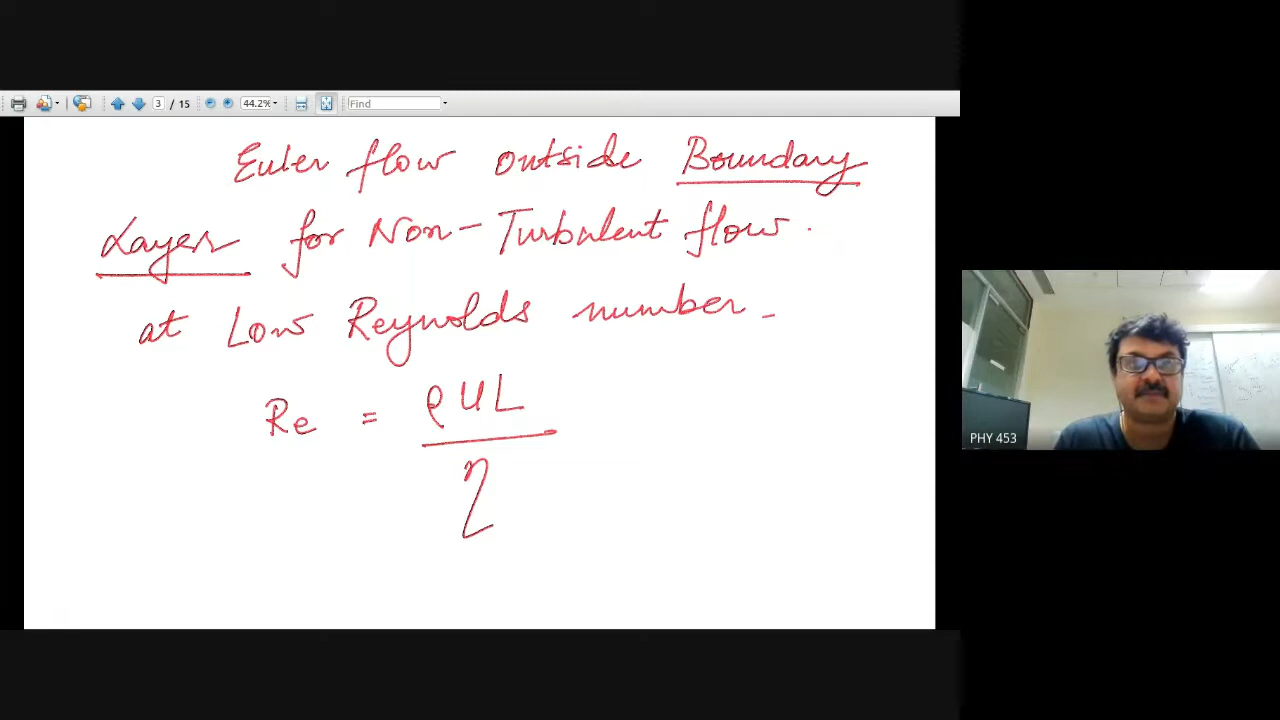 3 / 15 44.2% Find
Euler flow outside Boundary
Layer for Non-Turbulent flow.
at Low Reynolds number.
Re = ρUL
η
PHY 453